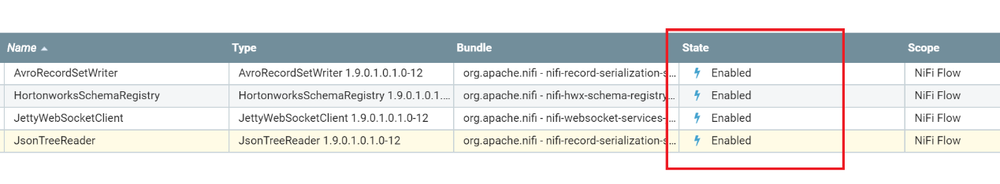 Name Type Bundle State Scope
AvroRecordSetWriter AvroRecordSetWriter 1.9.0.1.0.1.0-12 org.apache.nifi - nifi-record-serialization-s... Enabled NiFi Flow
HortonworksSchemaRegistry HortonworksSchemaRegistry 1.9.0.1.0.1.... org.apache.nifi - nifi-hwx-schema-registry... Enabled NiFi Flow
JettyWebSocketClient JettyWebSocketClient 1.9.0.1.0.1.0-12 org.apache.nifi - nifi-websocket-services-... Enabled NiFi Flow
JsonTreeReader JsonTreeReader 1.9.0.1.0.1.0-12 org.apache.nifi - nifi-record-serialization-s... Enabled NiFi Flow